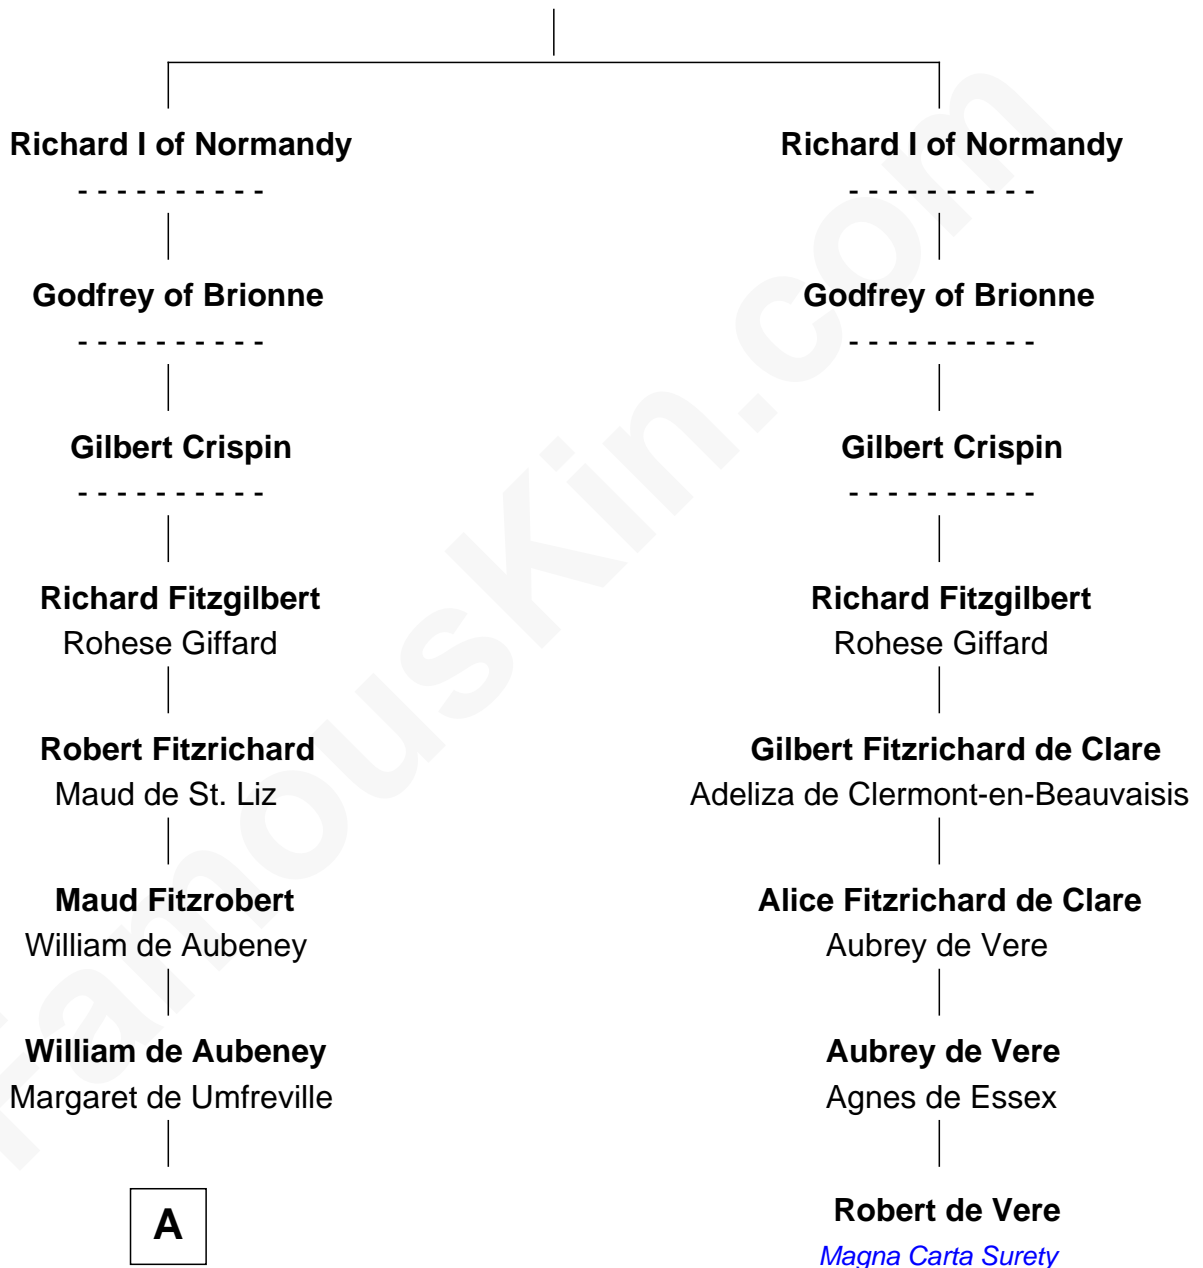 Richard I of Normandy
- - - - - - - - - -
Godfrey of Brionne
- - - - - - - - - -
Gilbert Crispin
- - - - - - - - - -
Richard Fitzgilbert
Rohese Giffard
Robert Fitzrichard
Maud de St. Liz
Maud Fitzrobert
William de Aubeney
William de Aubeney
Margaret de Umfreville
A
Richard I of Normandy
- - - - - - - - - -
Godfrey of Brionne
- - - - - - - - - -
Gilbert Crispin
- - - - - - - - - -
Richard Fitzgilbert
Rohese Giffard
Gilbert Fitzrichard de Clare
Adeliza de Clermont-en-Beauvaisis
Alice Fitzrichard de Clare
Aubrey de Vere
Aubrey de Vere
Agnes de Essex
Robert de Vere
Magna Carta Surety
FamousKin.com